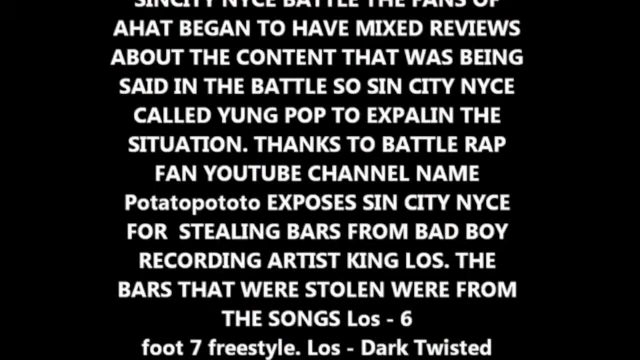 SINCITY NYCE BATTLE THE FANS OF
AHAT BEGAN TO HAVE MIXED REVIEWS
ABOUT THE CONTENT THAT WAS BEING
SAID IN THE BATTLE SO SIN CITY NYCE
CALLED YUNG POP TO EXPALIN THE
SITUATION. THANKS TO BATTLE RAP
FAN YOUTUBE CHANNEL NAME
Potatopototo EXPOSES SIN CITY NYCE
FOR  STEALING BARS FROM BAD BOY
RECORDING ARTIST KING LOS. THE
BARS THAT WERE STOLEN WERE FROM
THE SONGS Los - 6
foot 7 freestyle. Los - Dark Twisted